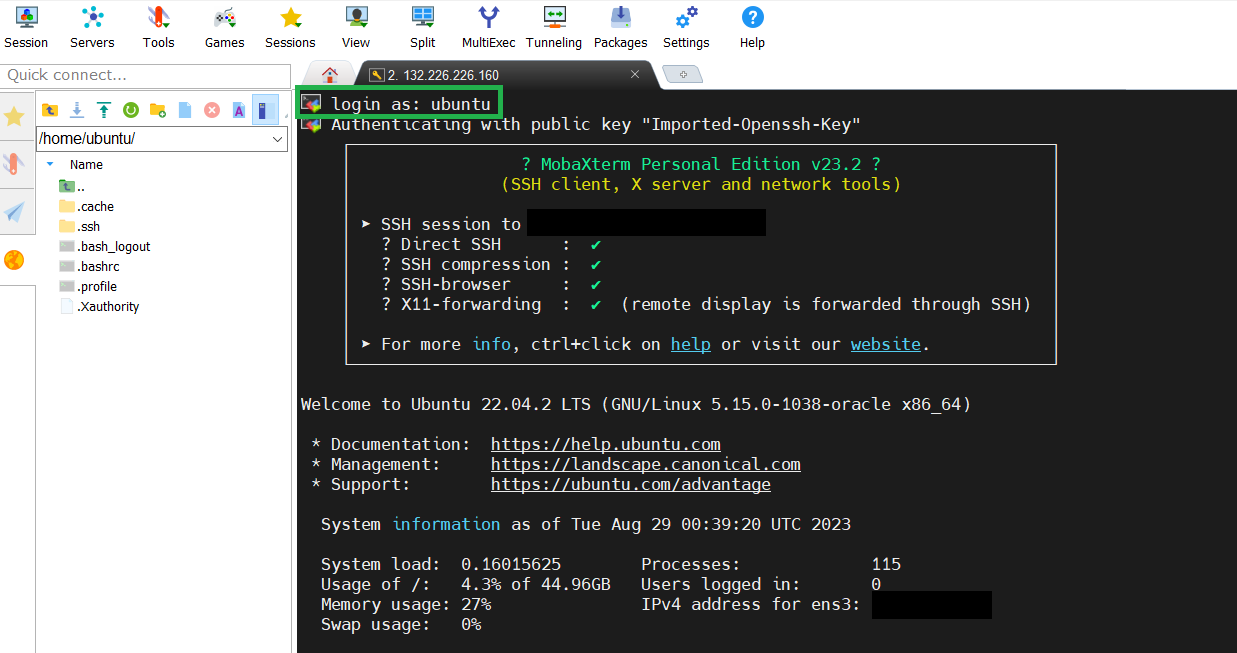 Session Servers Tools Games Sessions View Split MultiExec Tunneling Packages Settings Help
Quick connect...
2. 132.226.226.160
/home/ubuntu/
Name
..
.cache
.ssh
.bash_logout
.bashrc
.profile
.Xauthority
login as: ubuntu
Authenticating with public key "Imported-Openssh-Key"
? MobaXterm Personal Edition v23.2 ?
(SSH client, X server and network tools)
➤ SSH session to
? Direct SSH : ✔
? SSH compression : ✔
? SSH-browser : ✔
? X11-forwarding : ✔ (remote display is forwarded through SSH)
➤ For more info, ctrl+click on help or visit our website.
Welcome to Ubuntu 22.04.2 LTS (GNU/Linux 5.15.0-1038-oracle x86_64)
* Documentation: https://help.ubuntu.com
* Management: https://landscape.canonical.com
* Support: https://ubuntu.com/advantage
System information as of Tue Aug 29 00:39:20 UTC 2023
System load: 0.16015625 Processes: 115
Usage of /: 4.3% of 44.96GB Users logged in: 0
Memory usage: 27% IPv4 address for ens3:
Swap usage: 0%